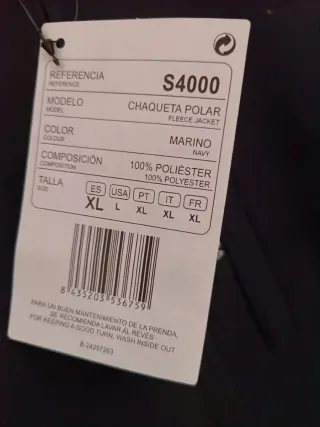 REFERENCIA S4000
REFERENCE
MODELO CHAQUETA POLAR
MODEL FLEECE JACKET
COLOR MARINO
COLOUR NAVY
COMPOSICIÓN 100% POLIÉSTER
COMPOSITION 100% POLYESTER
TALLA ES USA PT IT FR
SIZE XL L XL XL XL
8 435203 536759
PARA UN BUEN MANTENIMIENTO DE LA PRENDA,
SE RECOMIENDA LAVAR AL REVÉS
FOR KEEPING A GOOD TURN, WASH INSIDE OUT
B-24257203